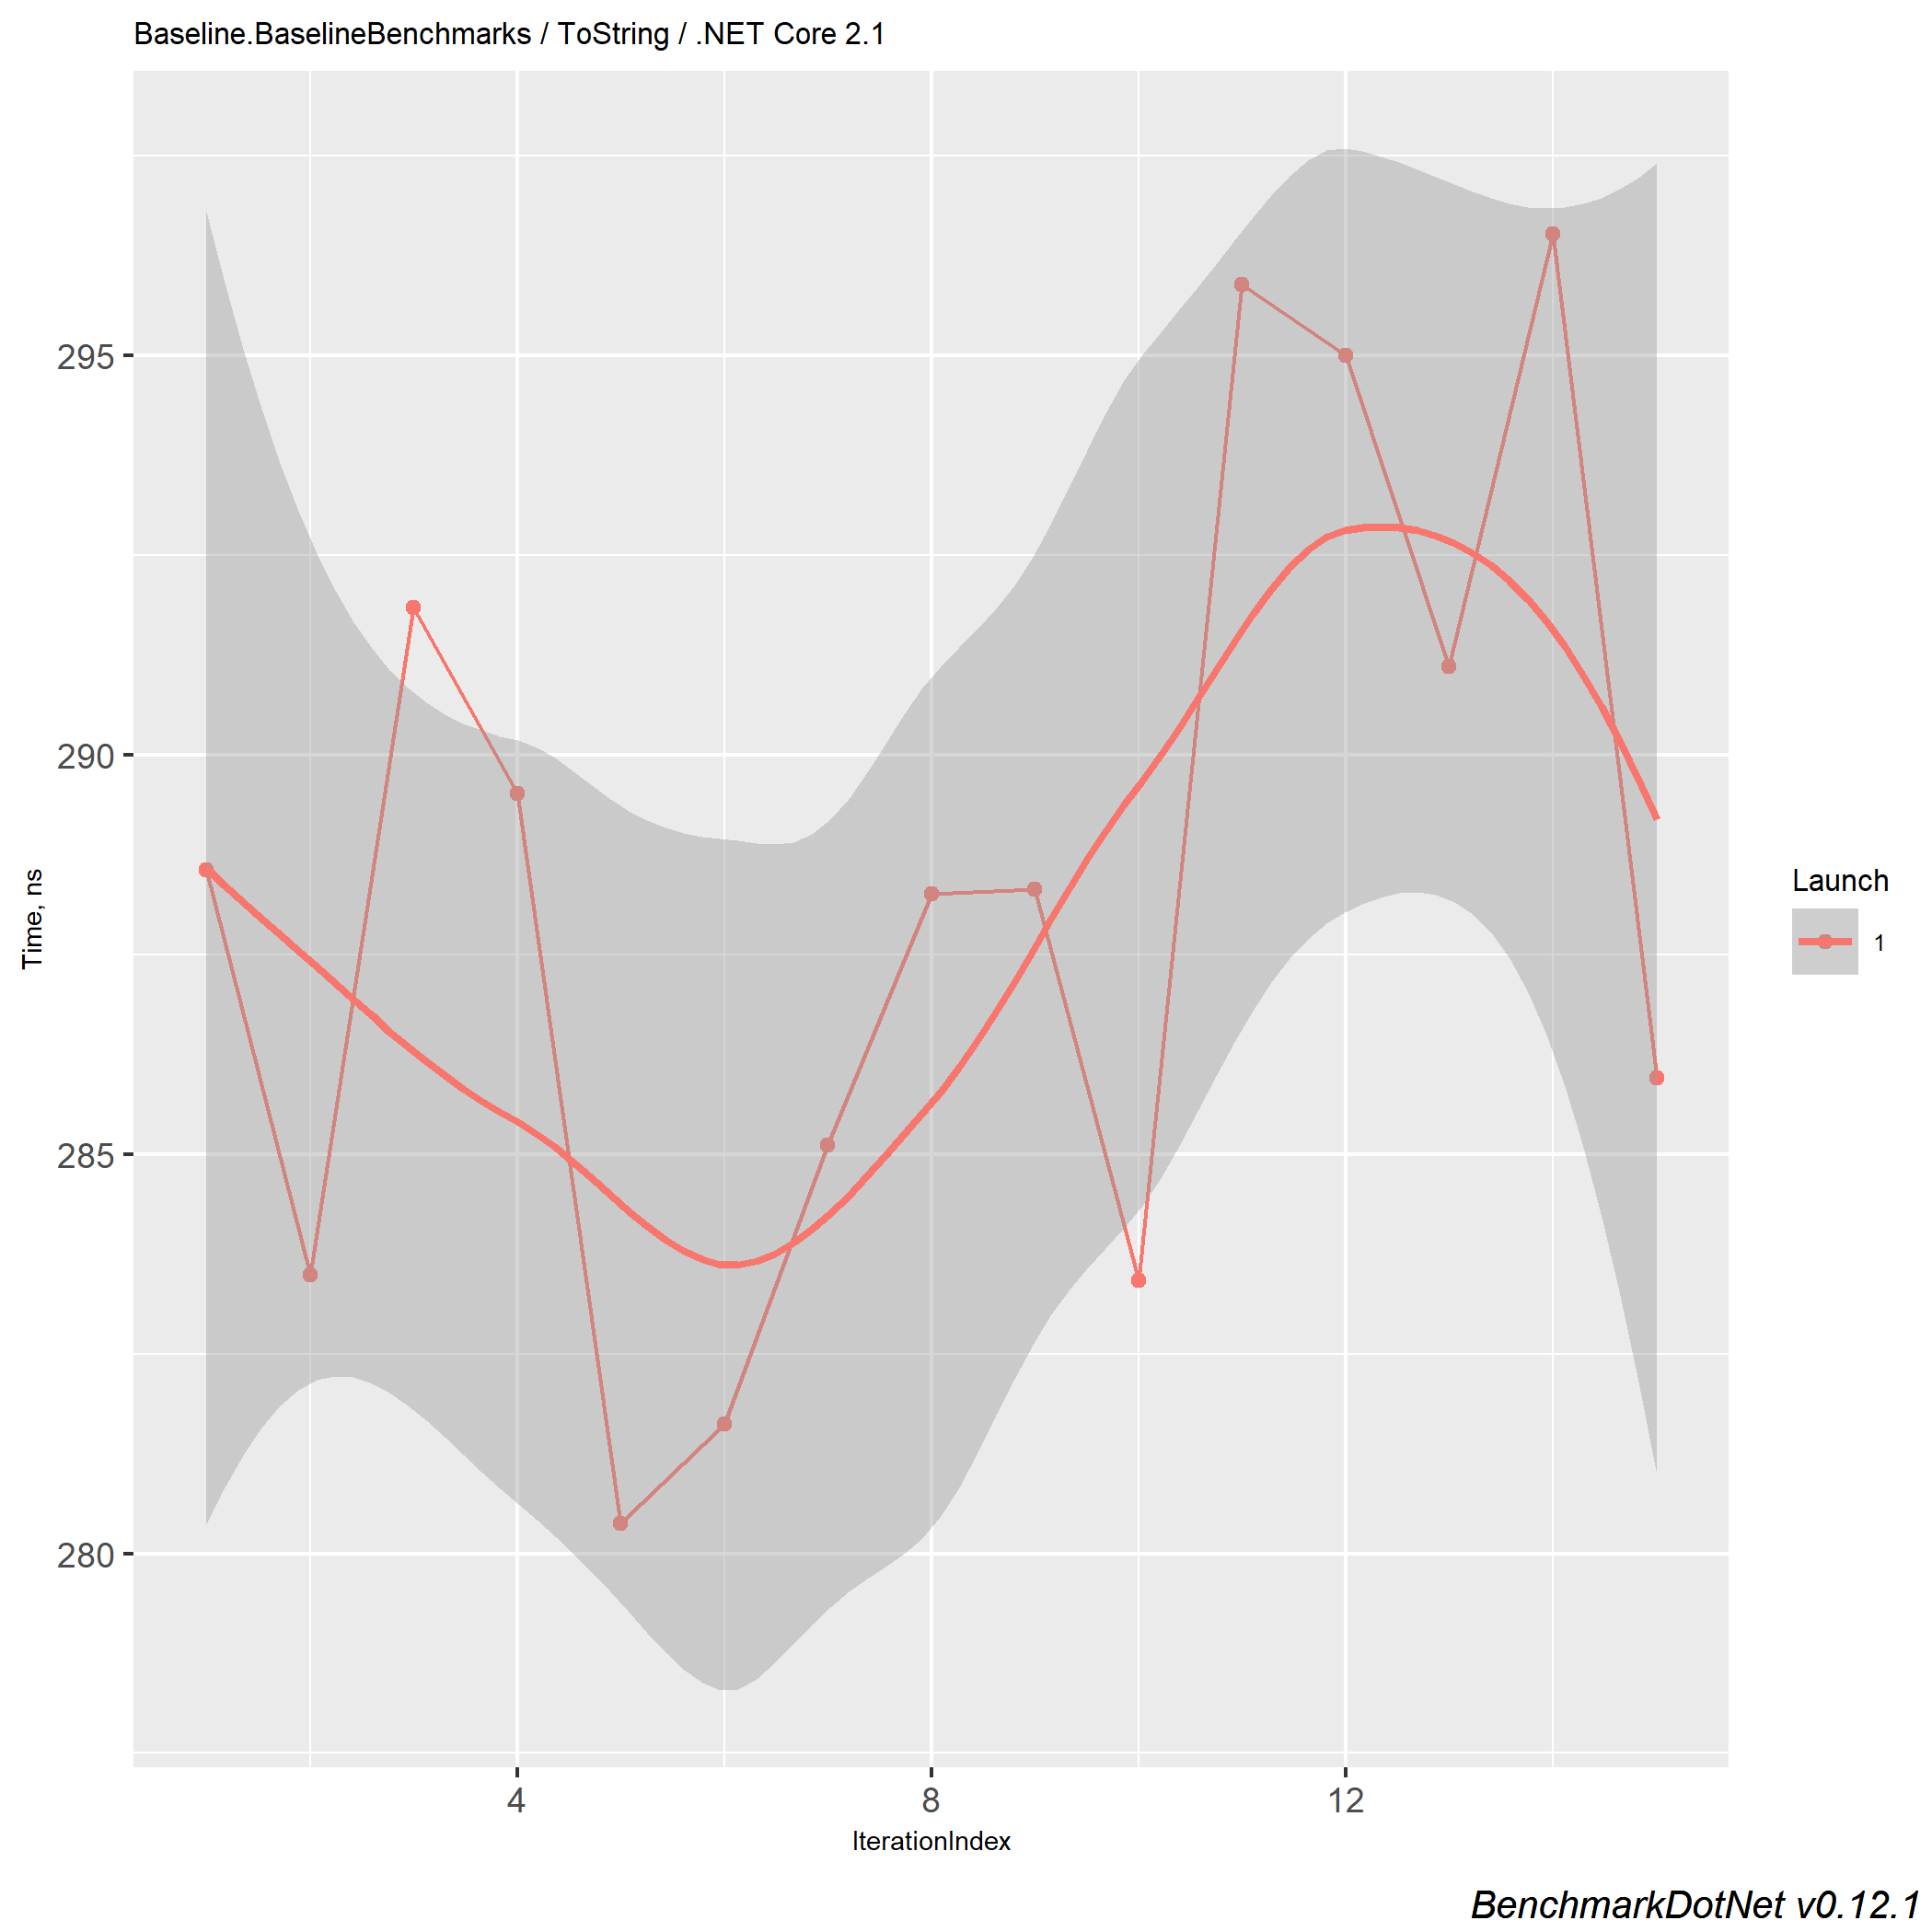 Baseline.BaselineBenchmarks / ToString / .NET Core 2.1
295
290
285
280
Time, ns
4 8 12
IterationIndex
Launch
1
BenchmarkDotNet v0.12.1